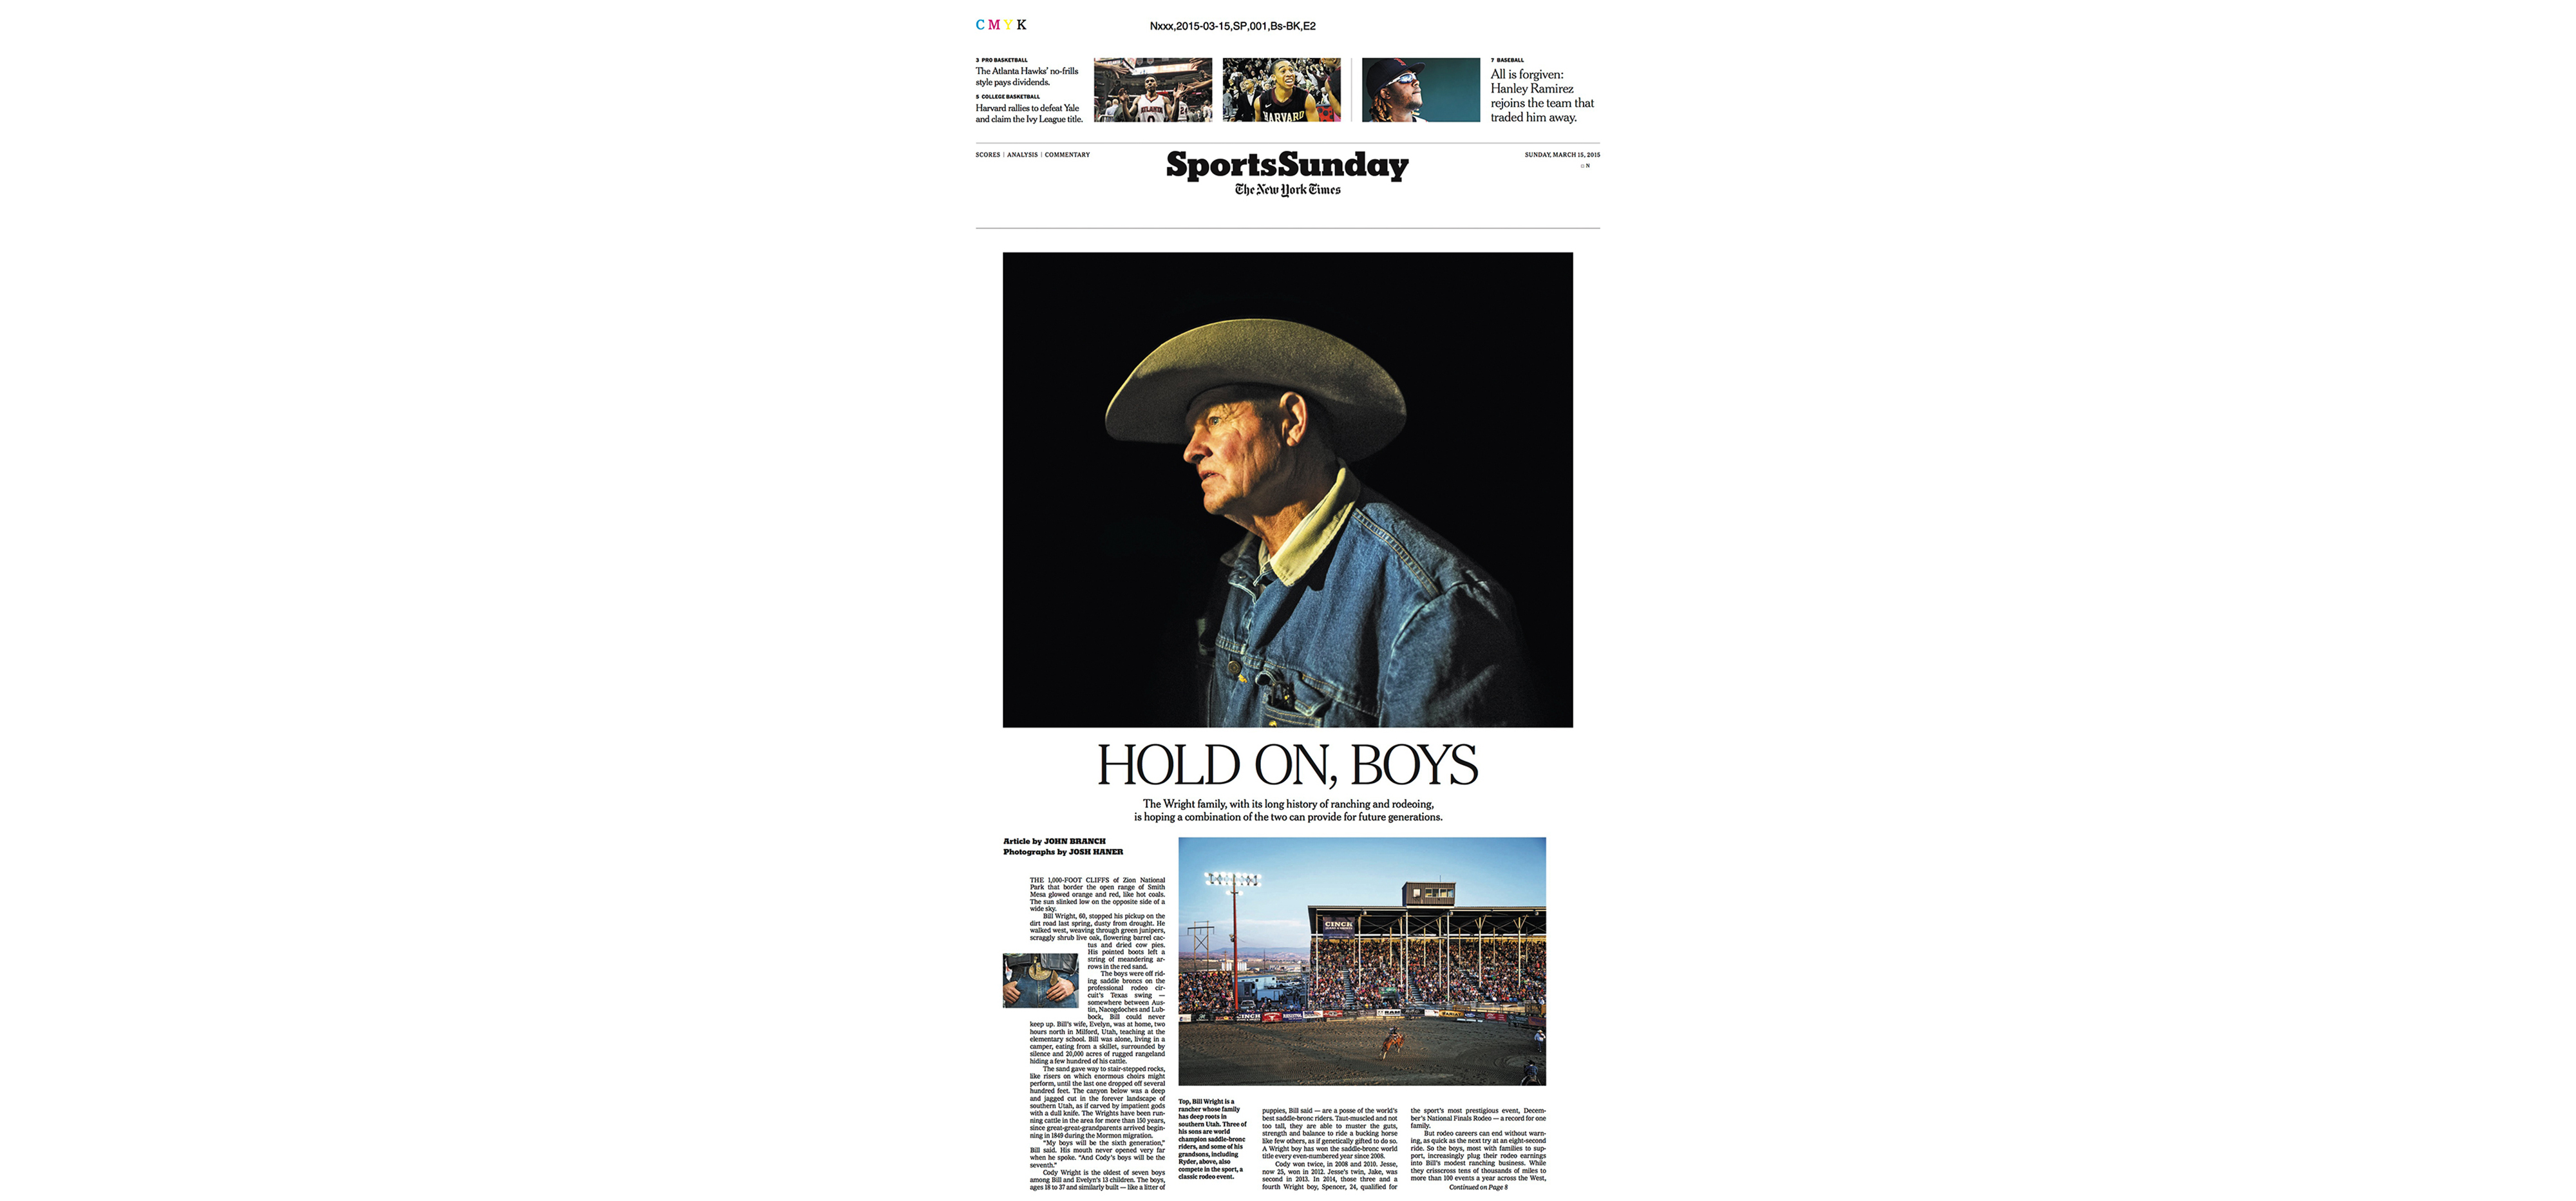 CMYK
Nxxx,2015-03-15,SP,001,Bs-BK,E2
3 PRO BASKETBALL
The Atlanta Hawks' no-frills
style pays dividends.
5 COLLEGE BASKETBALL
Harvard rallies to defeat Yale
and claim the Ivy League title.
ATLANTA
HARVARD
7 BASEBALL
All is forgiven:
Hanley Ramirez
rejoins the team that
traded him away.
SCORES | ANALYSIS | COMMENTARY
SportsSunday
The New York Times
SUNDAY, MARCH 15, 2015
N
HOLD ON, BOYS
The Wright family, with its long history of ranching and rodeoing,
is hoping a combination of the two can provide for future generations.
Article by JOHN BRANCH
Photographs by JOSH HANER
THE 1,000-FOOT CLIFFS of Zion National
Park that border the open range of Smith
Mesa glowed orange and red, like hot coals.
The sun slinked low on the opposite side of a
wide sky.
Bill Wright, 60, stopped his pickup on the
dirt road last spring, dusty from drought. He
walked west, weaving through green junipers,
scraggly shrub live oak, flowering barrel cac-
tus and dried cow pies.
His pointed boots left a
string of meandering ar-
rows in the red sand.
The boys were off rid-
ing saddle broncs on the
professional rodeo cir-
cuit's Texas swing —
somewhere between Aus-
tin, Nacogdoches and Lub-
bock, Bill could never
keep up. Bill's wife, Evelyn, was at home, two
hours north in Milford, Utah, teaching at the
elementary school. Bill was alone, living in a
camper, eating from a skillet, surrounded by
silence and 20,000 acres of rugged rangeland
hiding a few hundred of his cattle.
The sand gave way to stair-stepped rocks,
like risers on which enormous choirs might
perform, until the last one dropped off several
hundred feet. The canyon below was a deep
and jagged cut in the forever landscape of
southern Utah, as if carved by impatient gods
with a dull knife. The Wrights have been run-
ning cattle in the area for more than 150 years,
since great-great-grandparents arrived begin-
ning in 1849 during the Mormon migration.
"My boys will be the sixth generation,"
Bill said. His mouth never opened very far
when he spoke. "And Cody's boys will be the
seventh."
Cody Wright is the oldest of seven boys
among Bill and Evelyn's 13 children. The boys,
ages 18 to 37 and similarly built — like a litter of
CINCH
CINCH
RAM
Top, Bill Wright is a
rancher whose family
has deep roots in
southern Utah. Three of
his sons are world
champion saddle-bronc
riders, and some of his
grandsons, including
Ryder, above, also
compete in the sport, a
classic rodeo event.
puppies, Bill said — are a posse of the world's
best saddle-bronc riders. Taut-muscled and not
too tall, they are able to muster the guts,
strength and balance to ride a bucking horse
like few others, as if genetically gifted to do so.
A Wright boy has won the saddle-bronc world
title every even-numbered year since 2008.
Cody won twice, in 2008 and 2010. Jesse,
now 25, won in 2012. Jesse's twin, Jake, was
second in 2013. In 2014, those three and a
fourth Wright boy, Spencer, 24, qualified for
the sport's most prestigious event, Decem-
ber's National Finals Rodeo — a record for one
family.
But rodeo careers can end without warn-
ing, as quick as the next try at an eight-second
ride. So the boys, most with families to sup-
port, increasingly plug their rodeo earnings
into Bill's modest ranching business. While
they crisscross tens of thousands of miles to
more than 100 events a year across the West,
Continued on Page 8